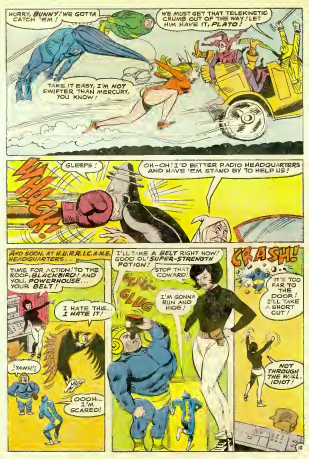 HURRY, BUNNY! WE GOTTA
CATCH 'EM!
WE MUST GET THAT TELEKINETIC
CRUMB OUT OF THE WAY! LET
HIM HAVE IT, PLATO!
TAKE IT EASY, I'M NOT
SWIFTER THAN MERCURY,
YOU KNOW!
WHACK!
GLEEPS!
OH-OH! I'D BETTER RADIO HEADQUARTERS
AND HAVE 'EM STAND BY TO HELP US!
AND SOON, AT H.U.R.R.I.C.A.N.E.
HEADQUARTERS...
TIME FOR ACTION! TO THE
ROOF, BLACKBIRD! AND
YOU, POWERHOUSE...
YOUR BELT!
I HATE THIS...
I HATE IT!
(YAWN!)
OOOH...
I'M
SCARED!
I'LL TAKE A BELT RIGHT NOW!
GOOD OL' SUPER-STRENGTH
POTION!
STOP THAT
COWARD!
GLUG
GLUG
I'M GONNA
RUN AND
HIDE!
CRASH!
IT'S TOO
FAR TO
THE DOOR!
I'LL TAKE
A SHORT
CUT!
NOT
THROUGH
THE WALL,
IDIOT!